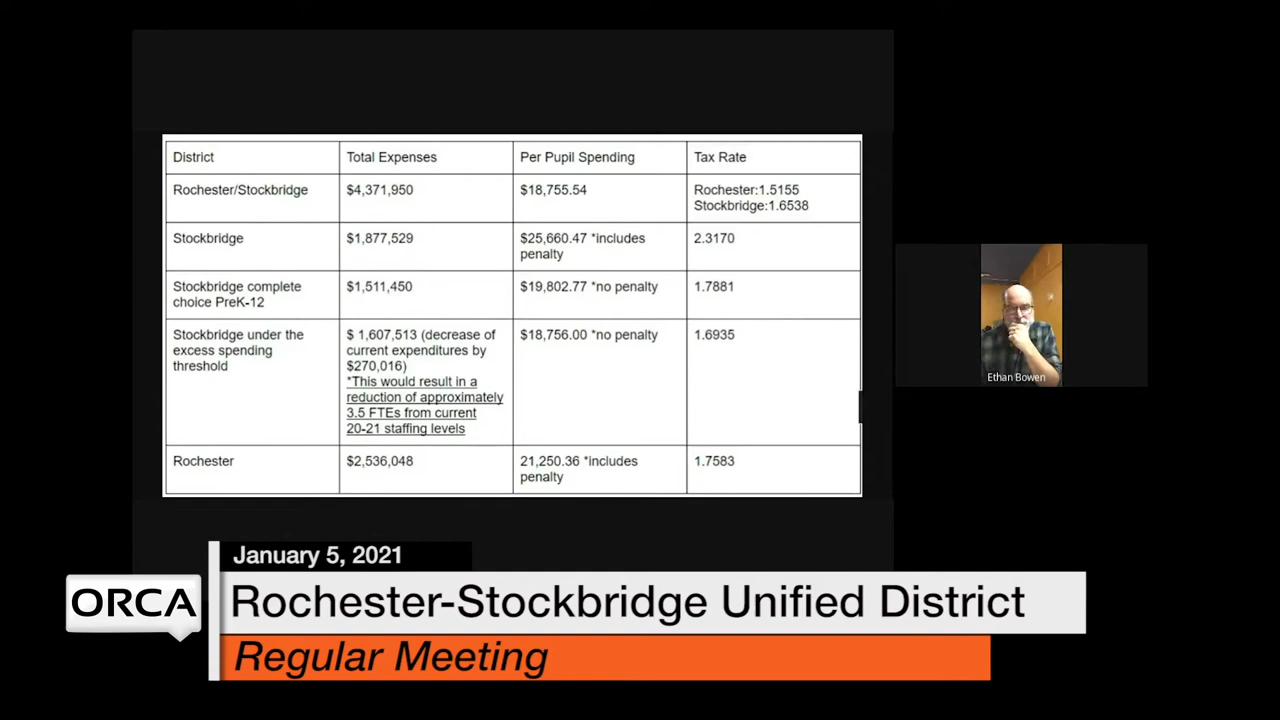 District Total Expenses Per Pupil Spending Tax Rate
Rochester/Stockbridge $4,371,950 $18,755.54 Rochester:1.5155
Stockbridge:1.6538
Stockbridge $1,877,529 $25,660.47 *includes
penalty
2.3170
Stockbridge complete
choice PreK-12
$1,511,450 $19,802.77 *no penalty 1.7881
Stockbridge under the
excess spending
threshold
$ 1,607,513 (decrease of
current expenditures by
$270,016)
*This would result in a
reduction of approximately
3.5 FTEs from current
20-21 staffing levels
$18,756.00 *no penalty 1.6935
Rochester $2,536,048 21,250.36 *includes
penalty
1.7583
Ethan Bowen
January 5, 2021
ORCA
Rochester-Stockbridge Unified District
Regular Meeting